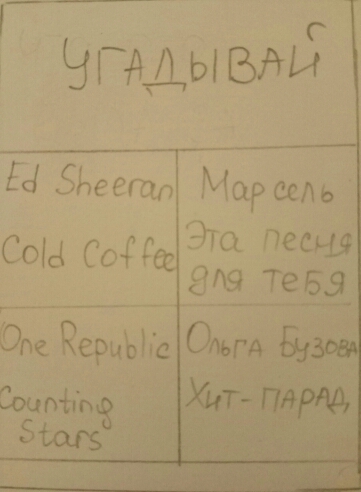 УГАДЫВАЙ
Ed Sheeran
Cold Coffee
Марсель
Эта песня
для тебя
One Republic
Counting
Stars
Ольга Бузова
Хит-ПАРАД